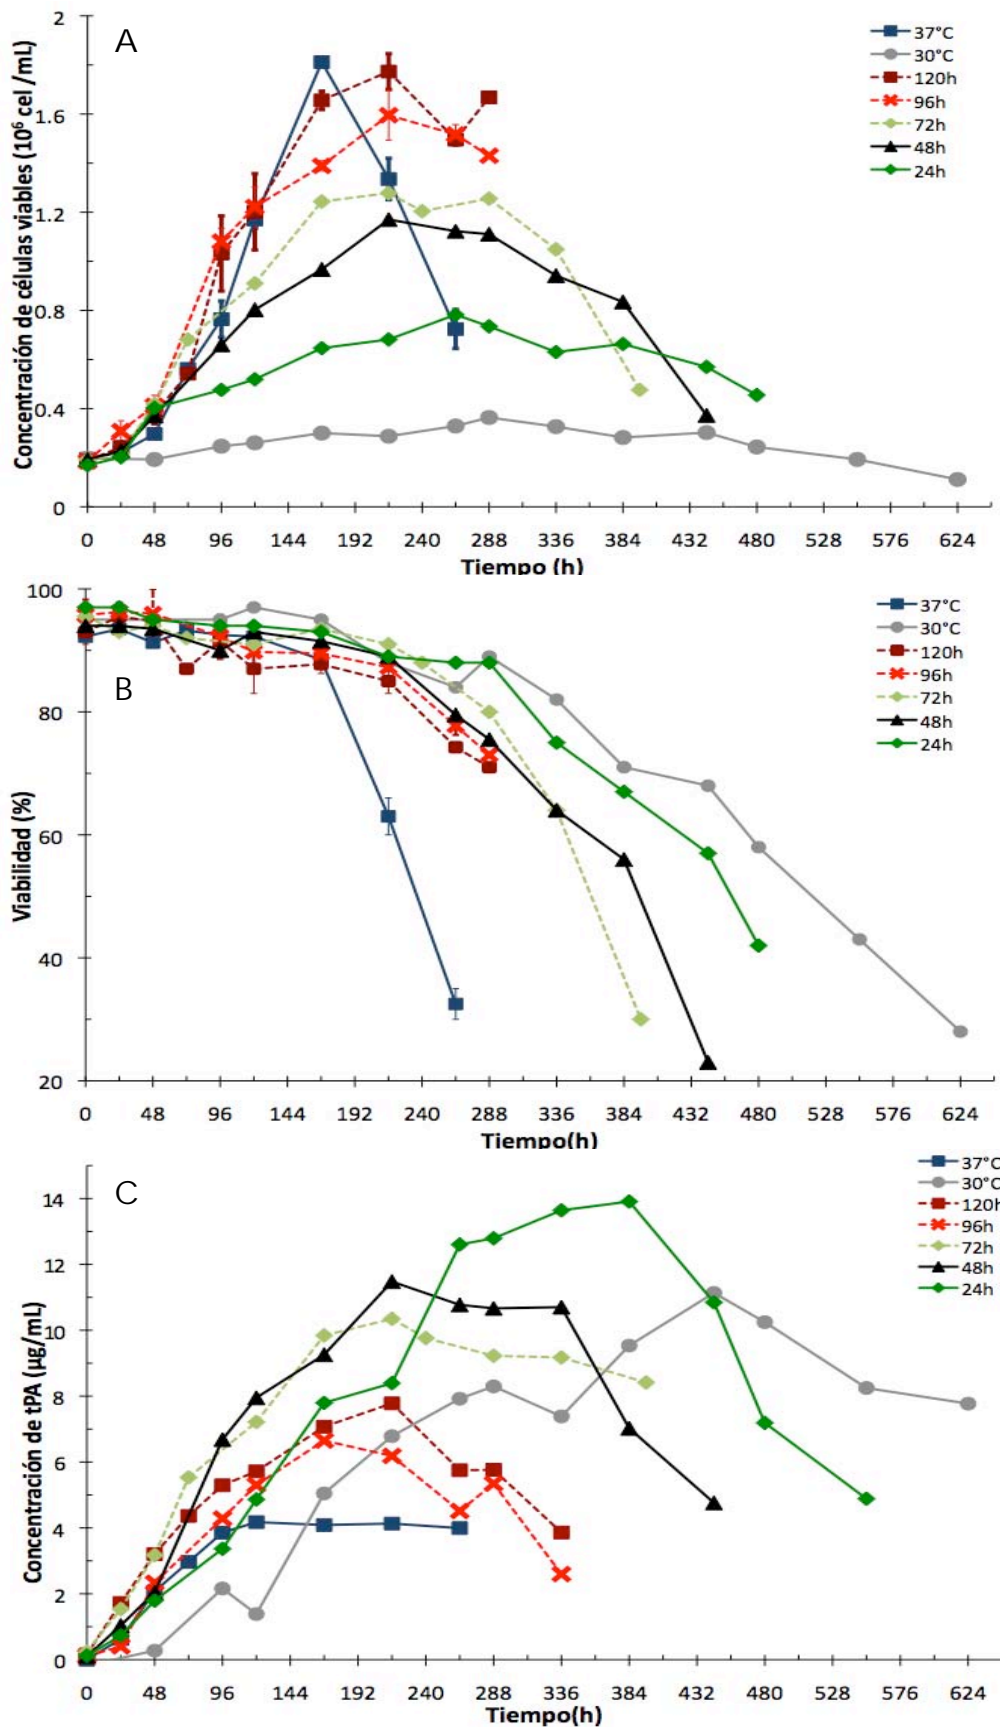 A
2
1.6
1.2
0.8
0.4
0
Concentración de células viables (10⁶ cel /mL)
37°C
30°C
120h
96h
72h
48h
24h
0 48 96 144 192 240 288 336 384 432 480 528 576 624
Tiempo (h)
B
100
80
60
40
20
Viabilidad (%)
37°C
30°C
120h
96h
72h
48h
24h
0 48 96 144 192 240 288 336 384 432 480 528 576 624
Tiempo(h)
C
14
12
10
8
6
4
2
0
Concentración de tPA (µg/mL)
37°C
30°C
120h
96h
72h
48h
24h
0 48 96 144 192 240 288 336 384 432 480 528 576 624
Tiempo(h)